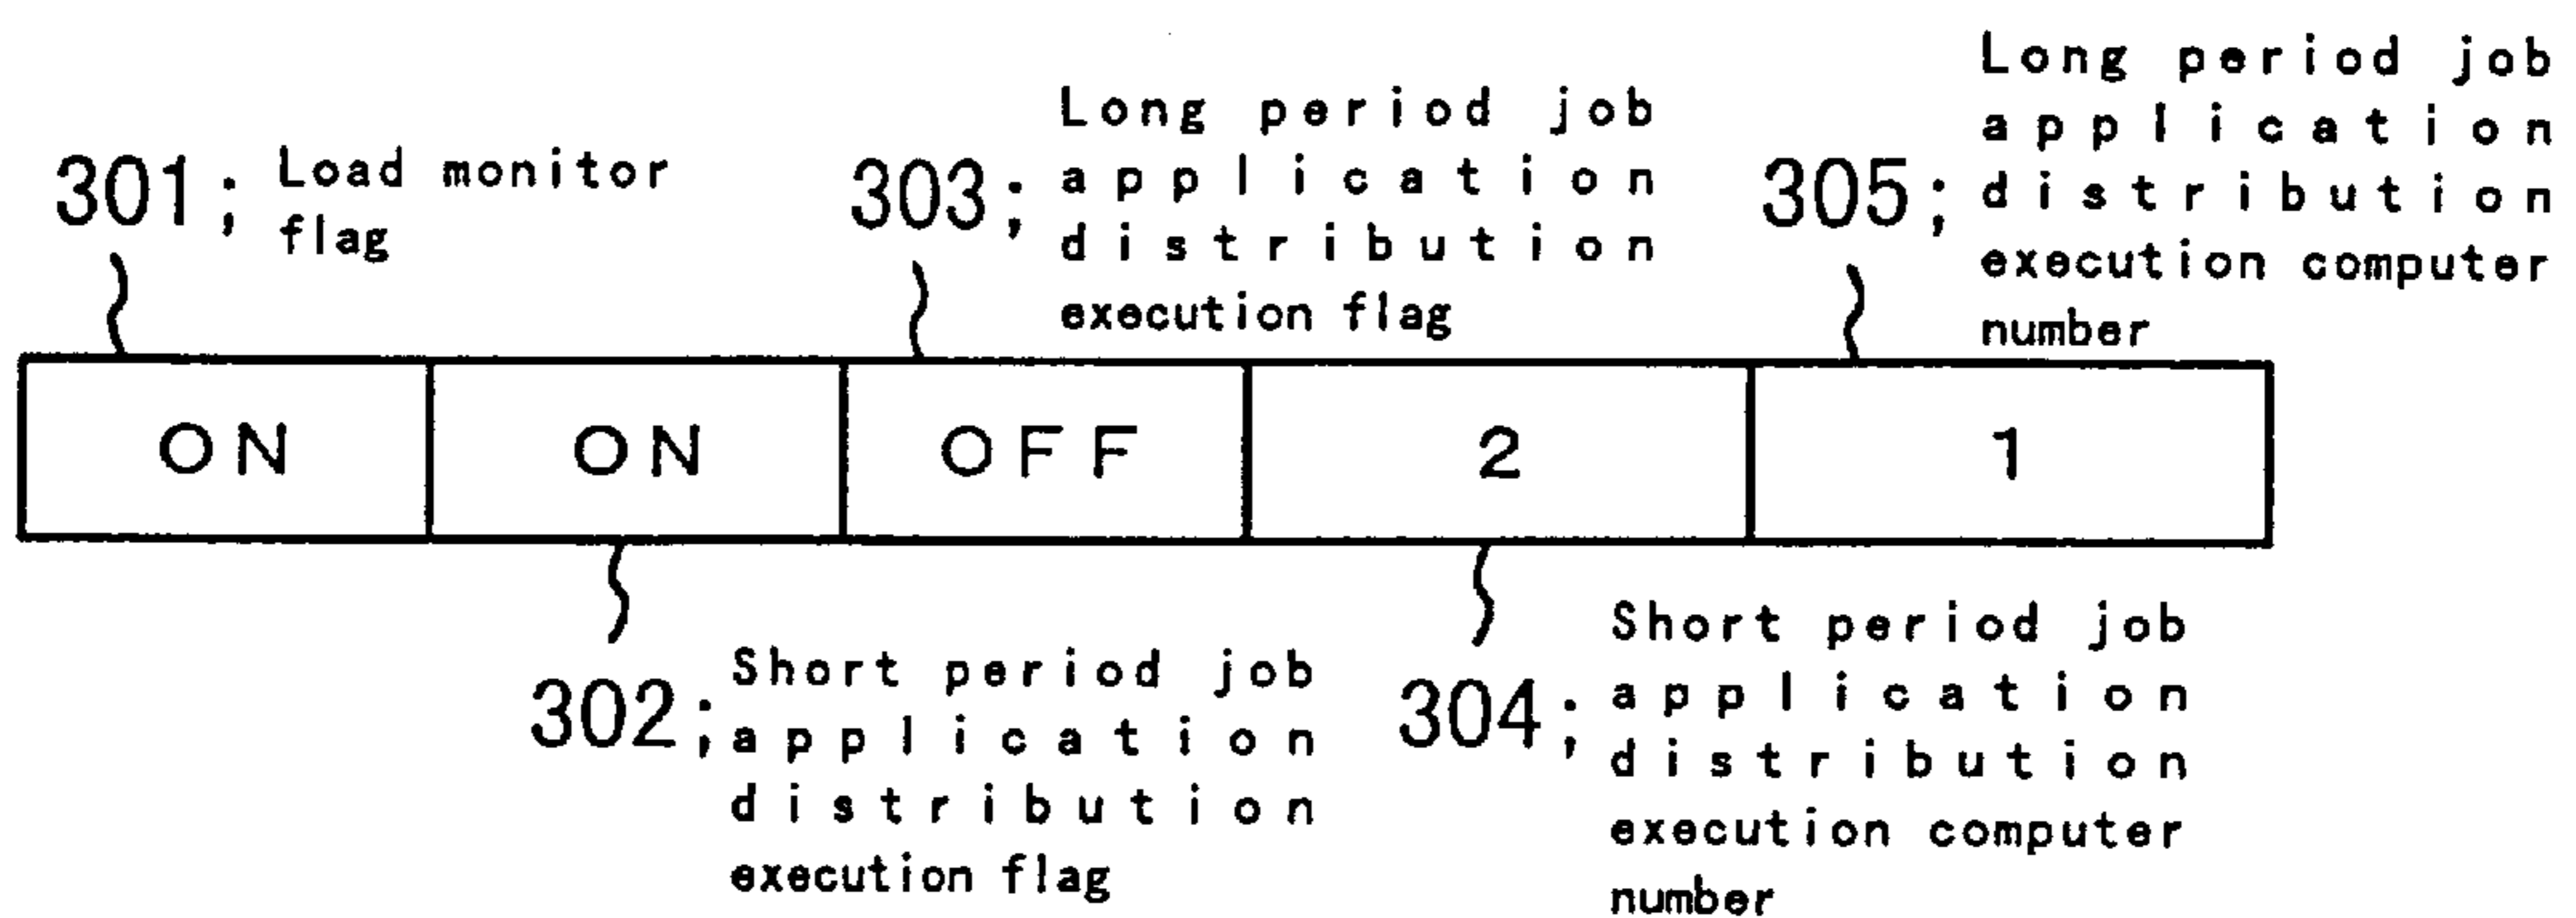 301; Load monitor
flag
303; Long period job
application
distribution
execution flag
305; Long period job
application
distribution
execution computer
number
ON ON OFF 2 1
302; Short period job
application
distribution
execution flag
304; Short period job
application
distribution
execution computer
number